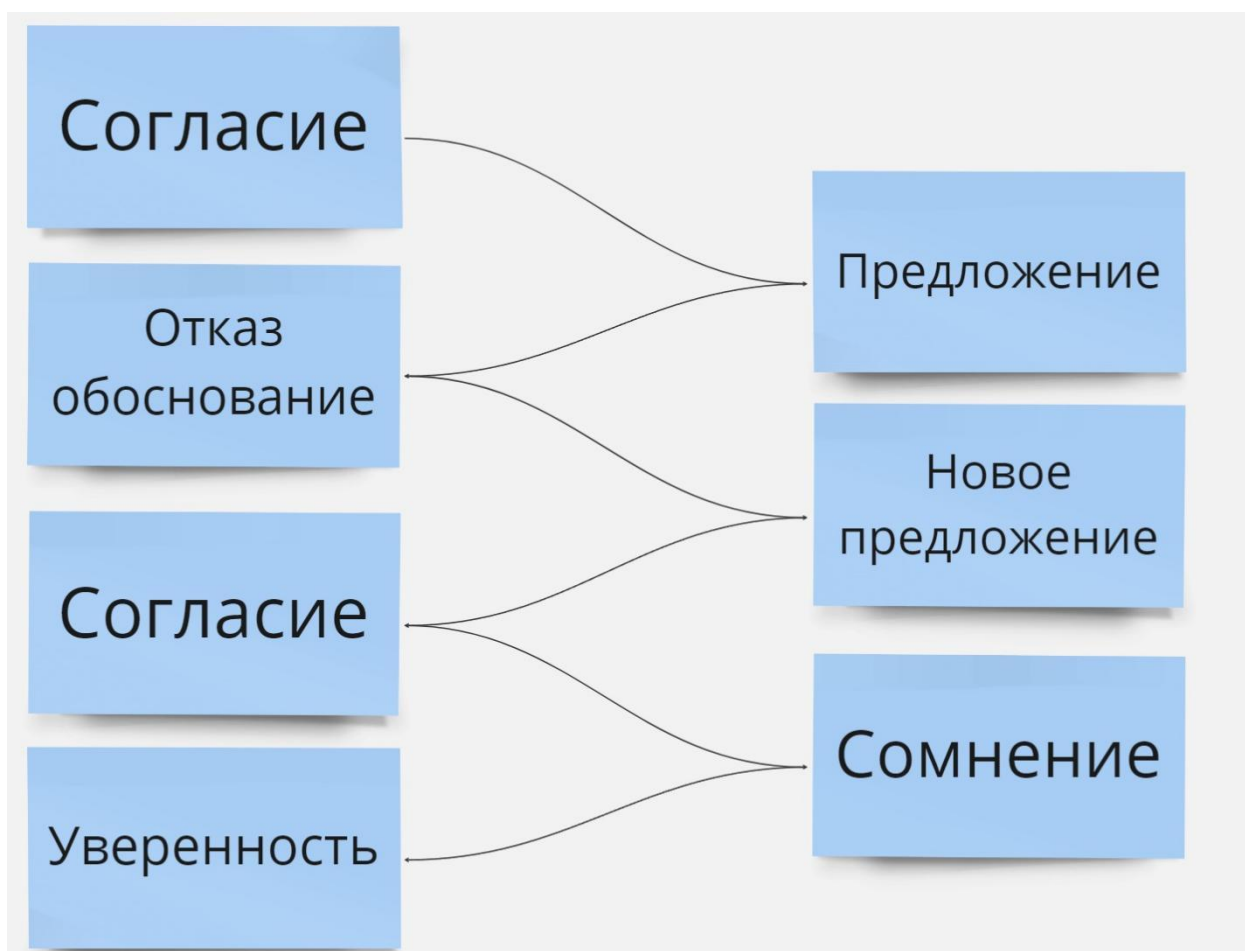 Согласие
Предложение
Отказ
обоснование
Новое
предложение
Согласие
Сомнение
Уверенность